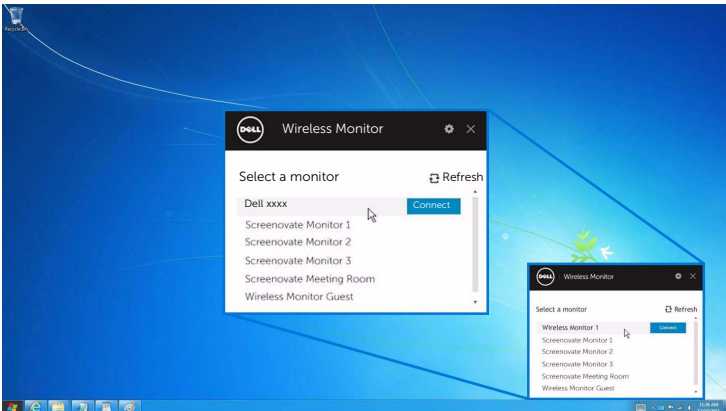 Recycle Bin
DELL
Wireless Monitor
Select a monitor
Refresh
Dell xxxx
Connect
Screenovate Monitor 1
Screenovate Monitor 2
Screenovate Monitor 3
Screenovate Meeting Room
Wireless Monitor Guest
DELL
Wireless Monitor
Select a monitor
Refresh
Wireless Monitor 1
Connect
Screenovate Monitor 1
Screenovate Monitor 2
Screenovate Monitor 3
Screenovate Meeting Room
Wireless Monitor Guest